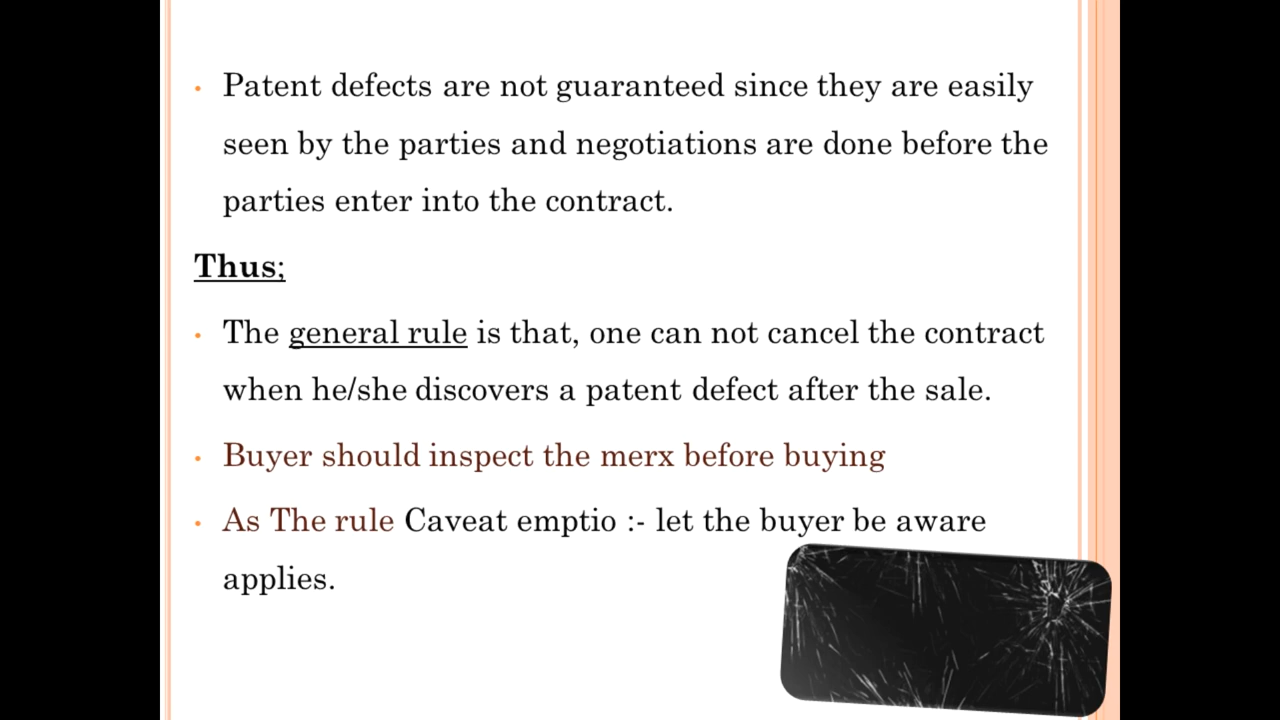 • Patent defects are not guaranteed since they are easily
seen by the parties and negotiations are done before the
parties enter into the contract.
Thus;
• The general rule is that, one can not cancel the contract
when he/she discovers a patent defect after the sale.
• Buyer should inspect the merx before buying
• As The rule Caveat emptio :- let the buyer be aware
applies.